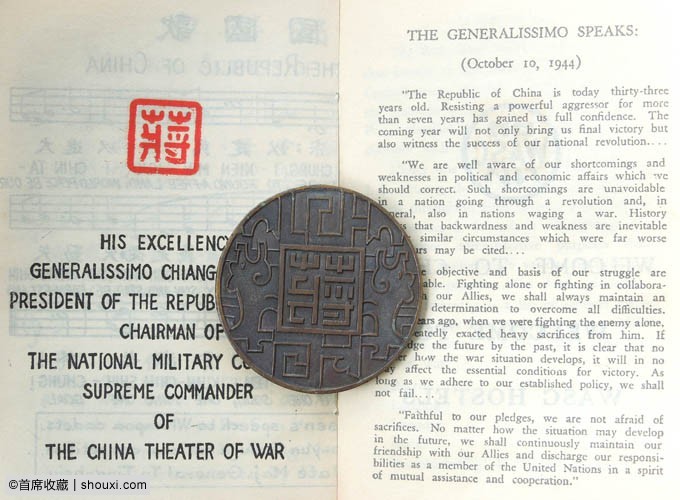 HIS EXCELLENCY
GENERALISSIMO CHIANG
PRESIDENT OF THE REPUB
CHAIRMAN OF
THE NATIONAL MILITARY CO
SUPREME COMMANDER
OF
THE CHINA THEATER OF WAR
THE GENERALISSIMO SPEAKS:
(October 10, 1944)
"The Republic of China is today thirty-three
years old. Resisting a powerful aggressor for more
than seven years has gained us full confidence. The
coming year will not only bring us final victory but
also witness the success of our national revolution....
"We are well aware of our shortcomings and
weaknesses in political and economic affairs which we
should correct. Such shortcomings are unavoidable
in a nation going through a revolution and, in
eneral, also in nations waging a war. History
s that backwardness and weakness are inevitable
similar circumstances which were far worse
rs may be cited....
e objective and basis of our struggle are
able. Fighting alone or fighting in collabora-
h our Allies, we shall always maintain an
determination to overcome all difficulties.
ears ago, when we were fighting the enemy alone,
peatedly exacted heavy sacrifices from him. If
dge the future by the past, it is clear that no
er how the war situation develops, it will in no
ay affect the essential conditions for victory. As
long as we adhere to our established policy, we shall
not fail....
"Faithful to our pledges, we are not afraid of
sacrifices. No matter how the situation may develop
in the future, we shall continuously maintain our
friendship with our Allies and discharge our responsi-
bilities as a member of the United Nations in a spirit
of mutual assistance and cooperation."
©首席收藏 | shouxi.com